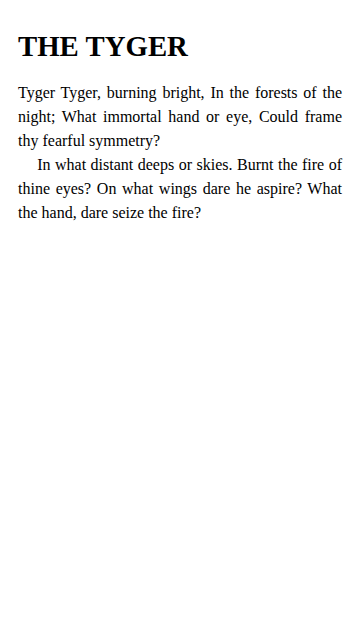 THE TYGER
Tyger Tyger, burning bright, In the forests of the
night; What immortal hand or eye, Could frame
thy fearful symmetry?
In what distant deeps or skies. Burnt the fire of
thine eyes? On what wings dare he aspire? What
the hand, dare seize the fire?